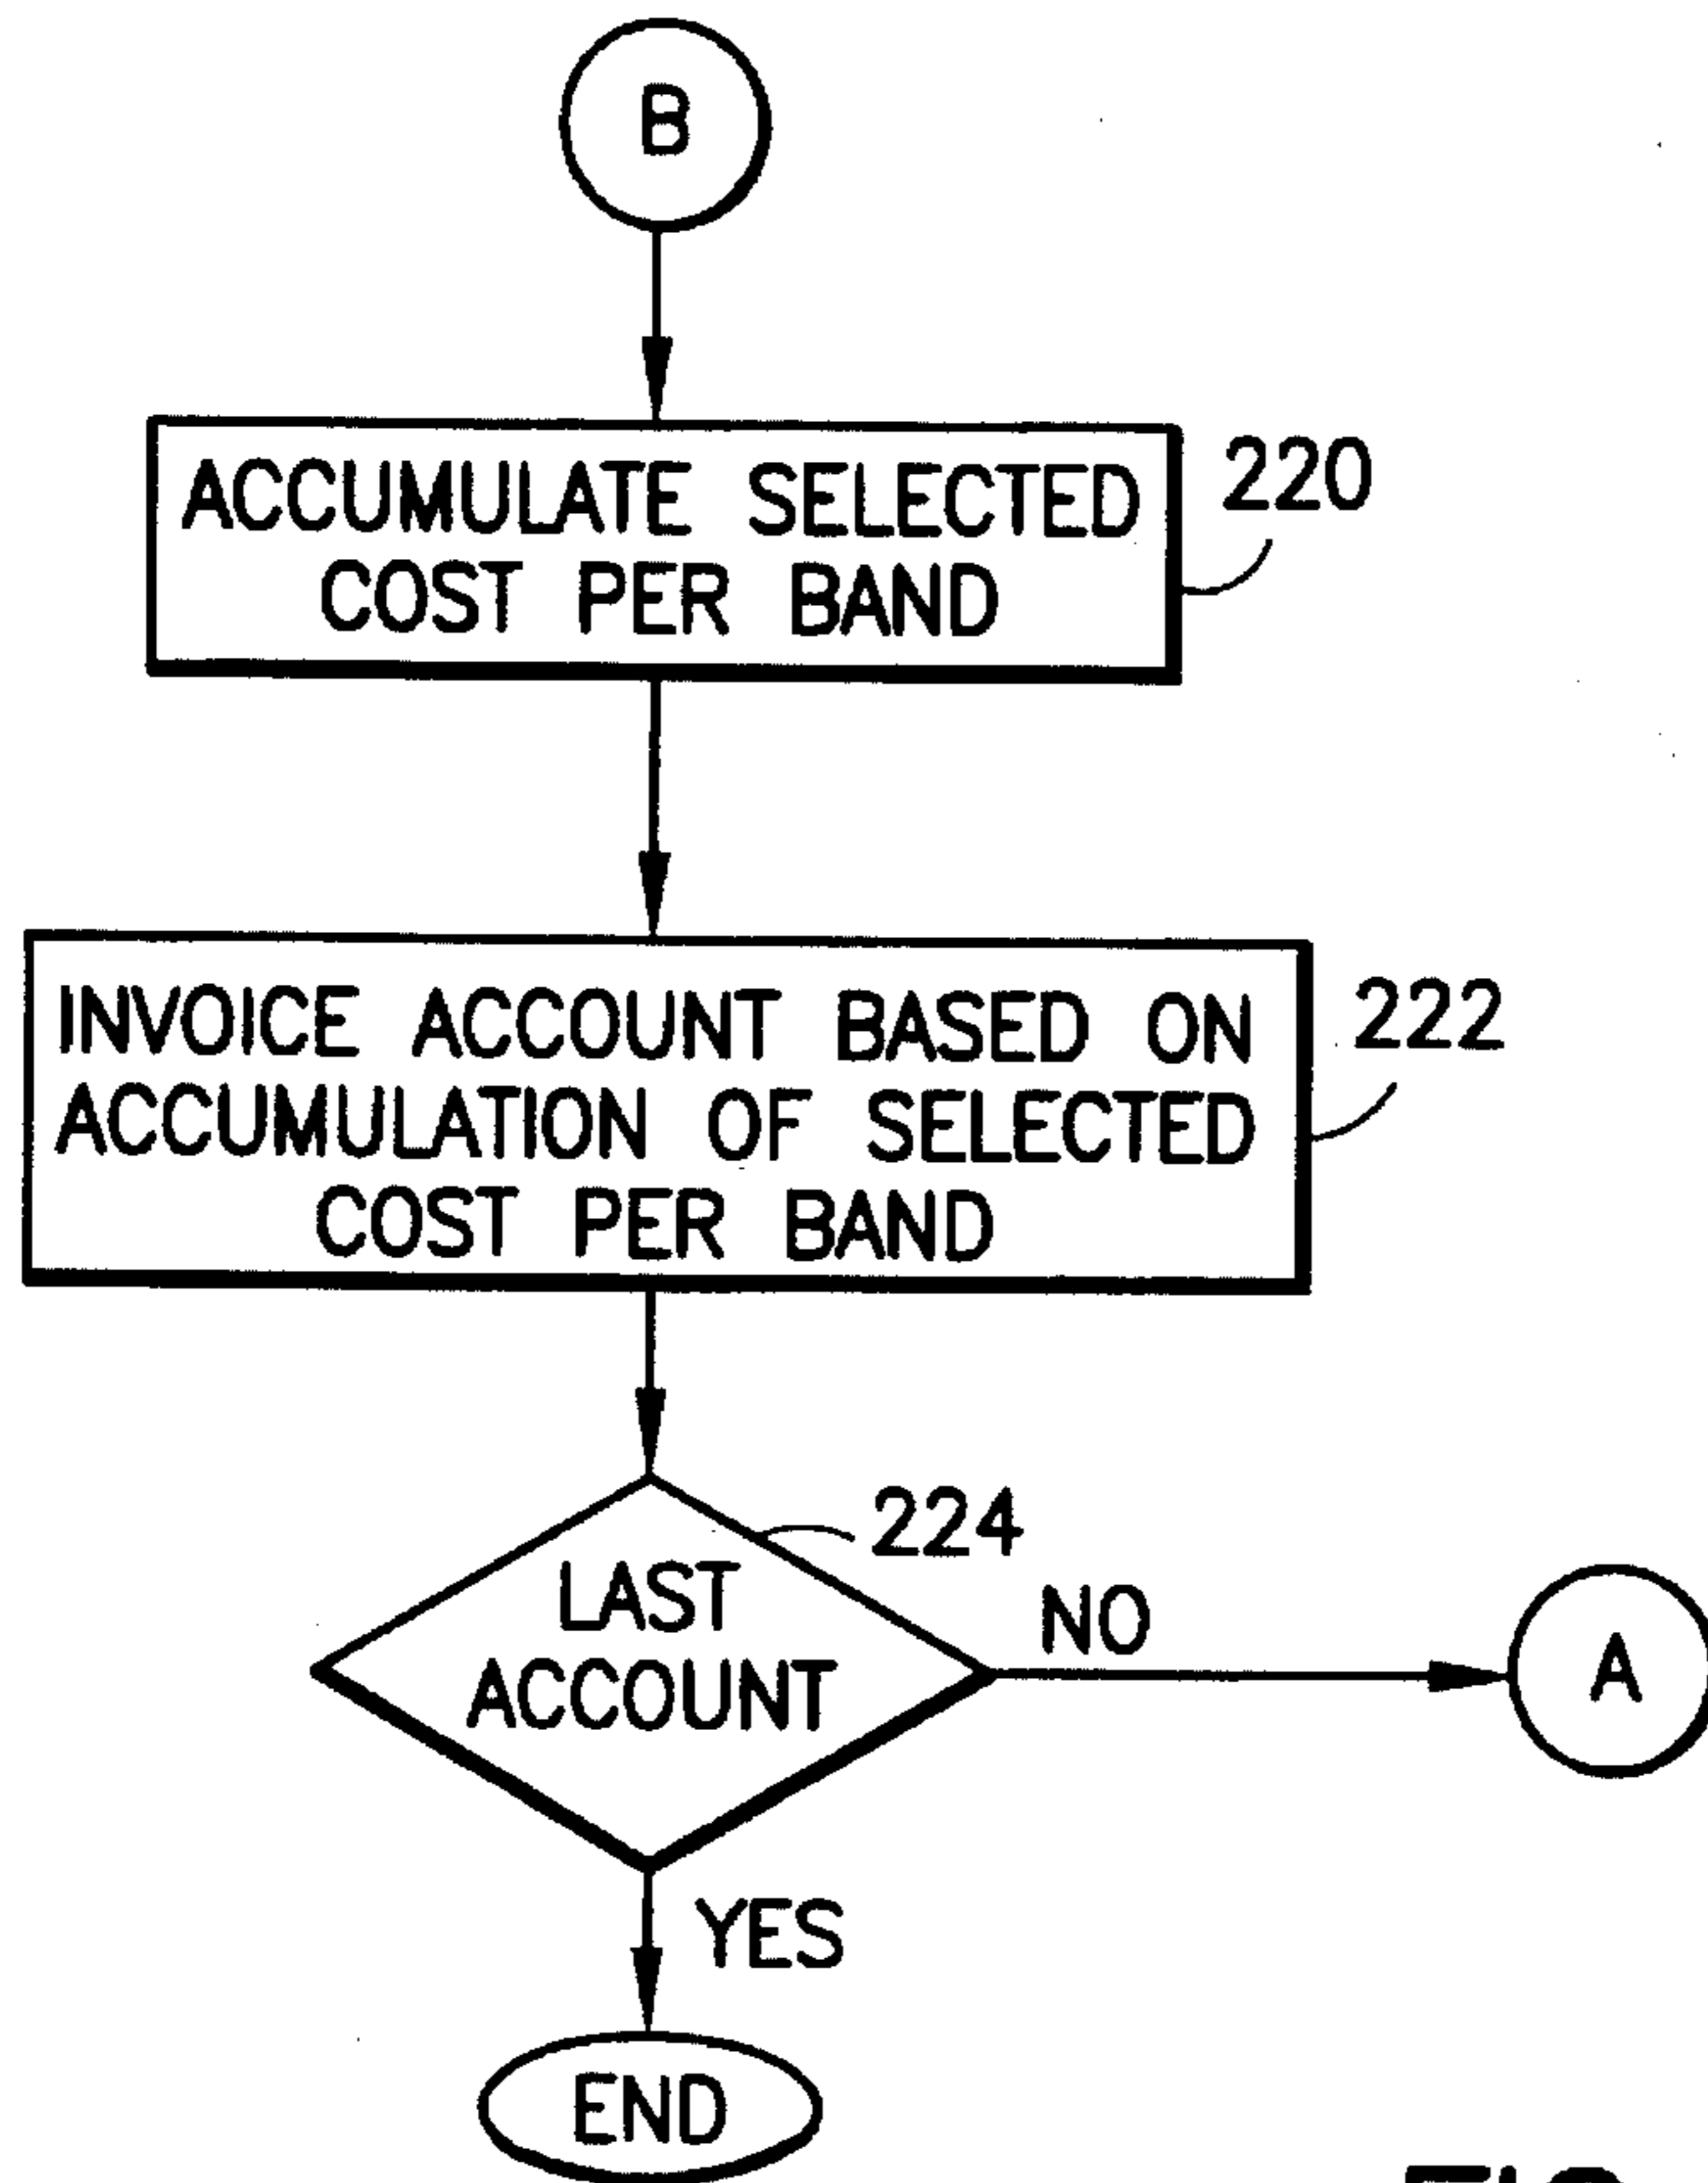 B
ACCUMULATE SELECTED
COST PER BAND
220
INVOICE ACCOUNT BASED ON
ACCUMULATION OF SELECTED
COST PER BAND
222
224
LAST
ACCOUNT
NO
A
YES
END